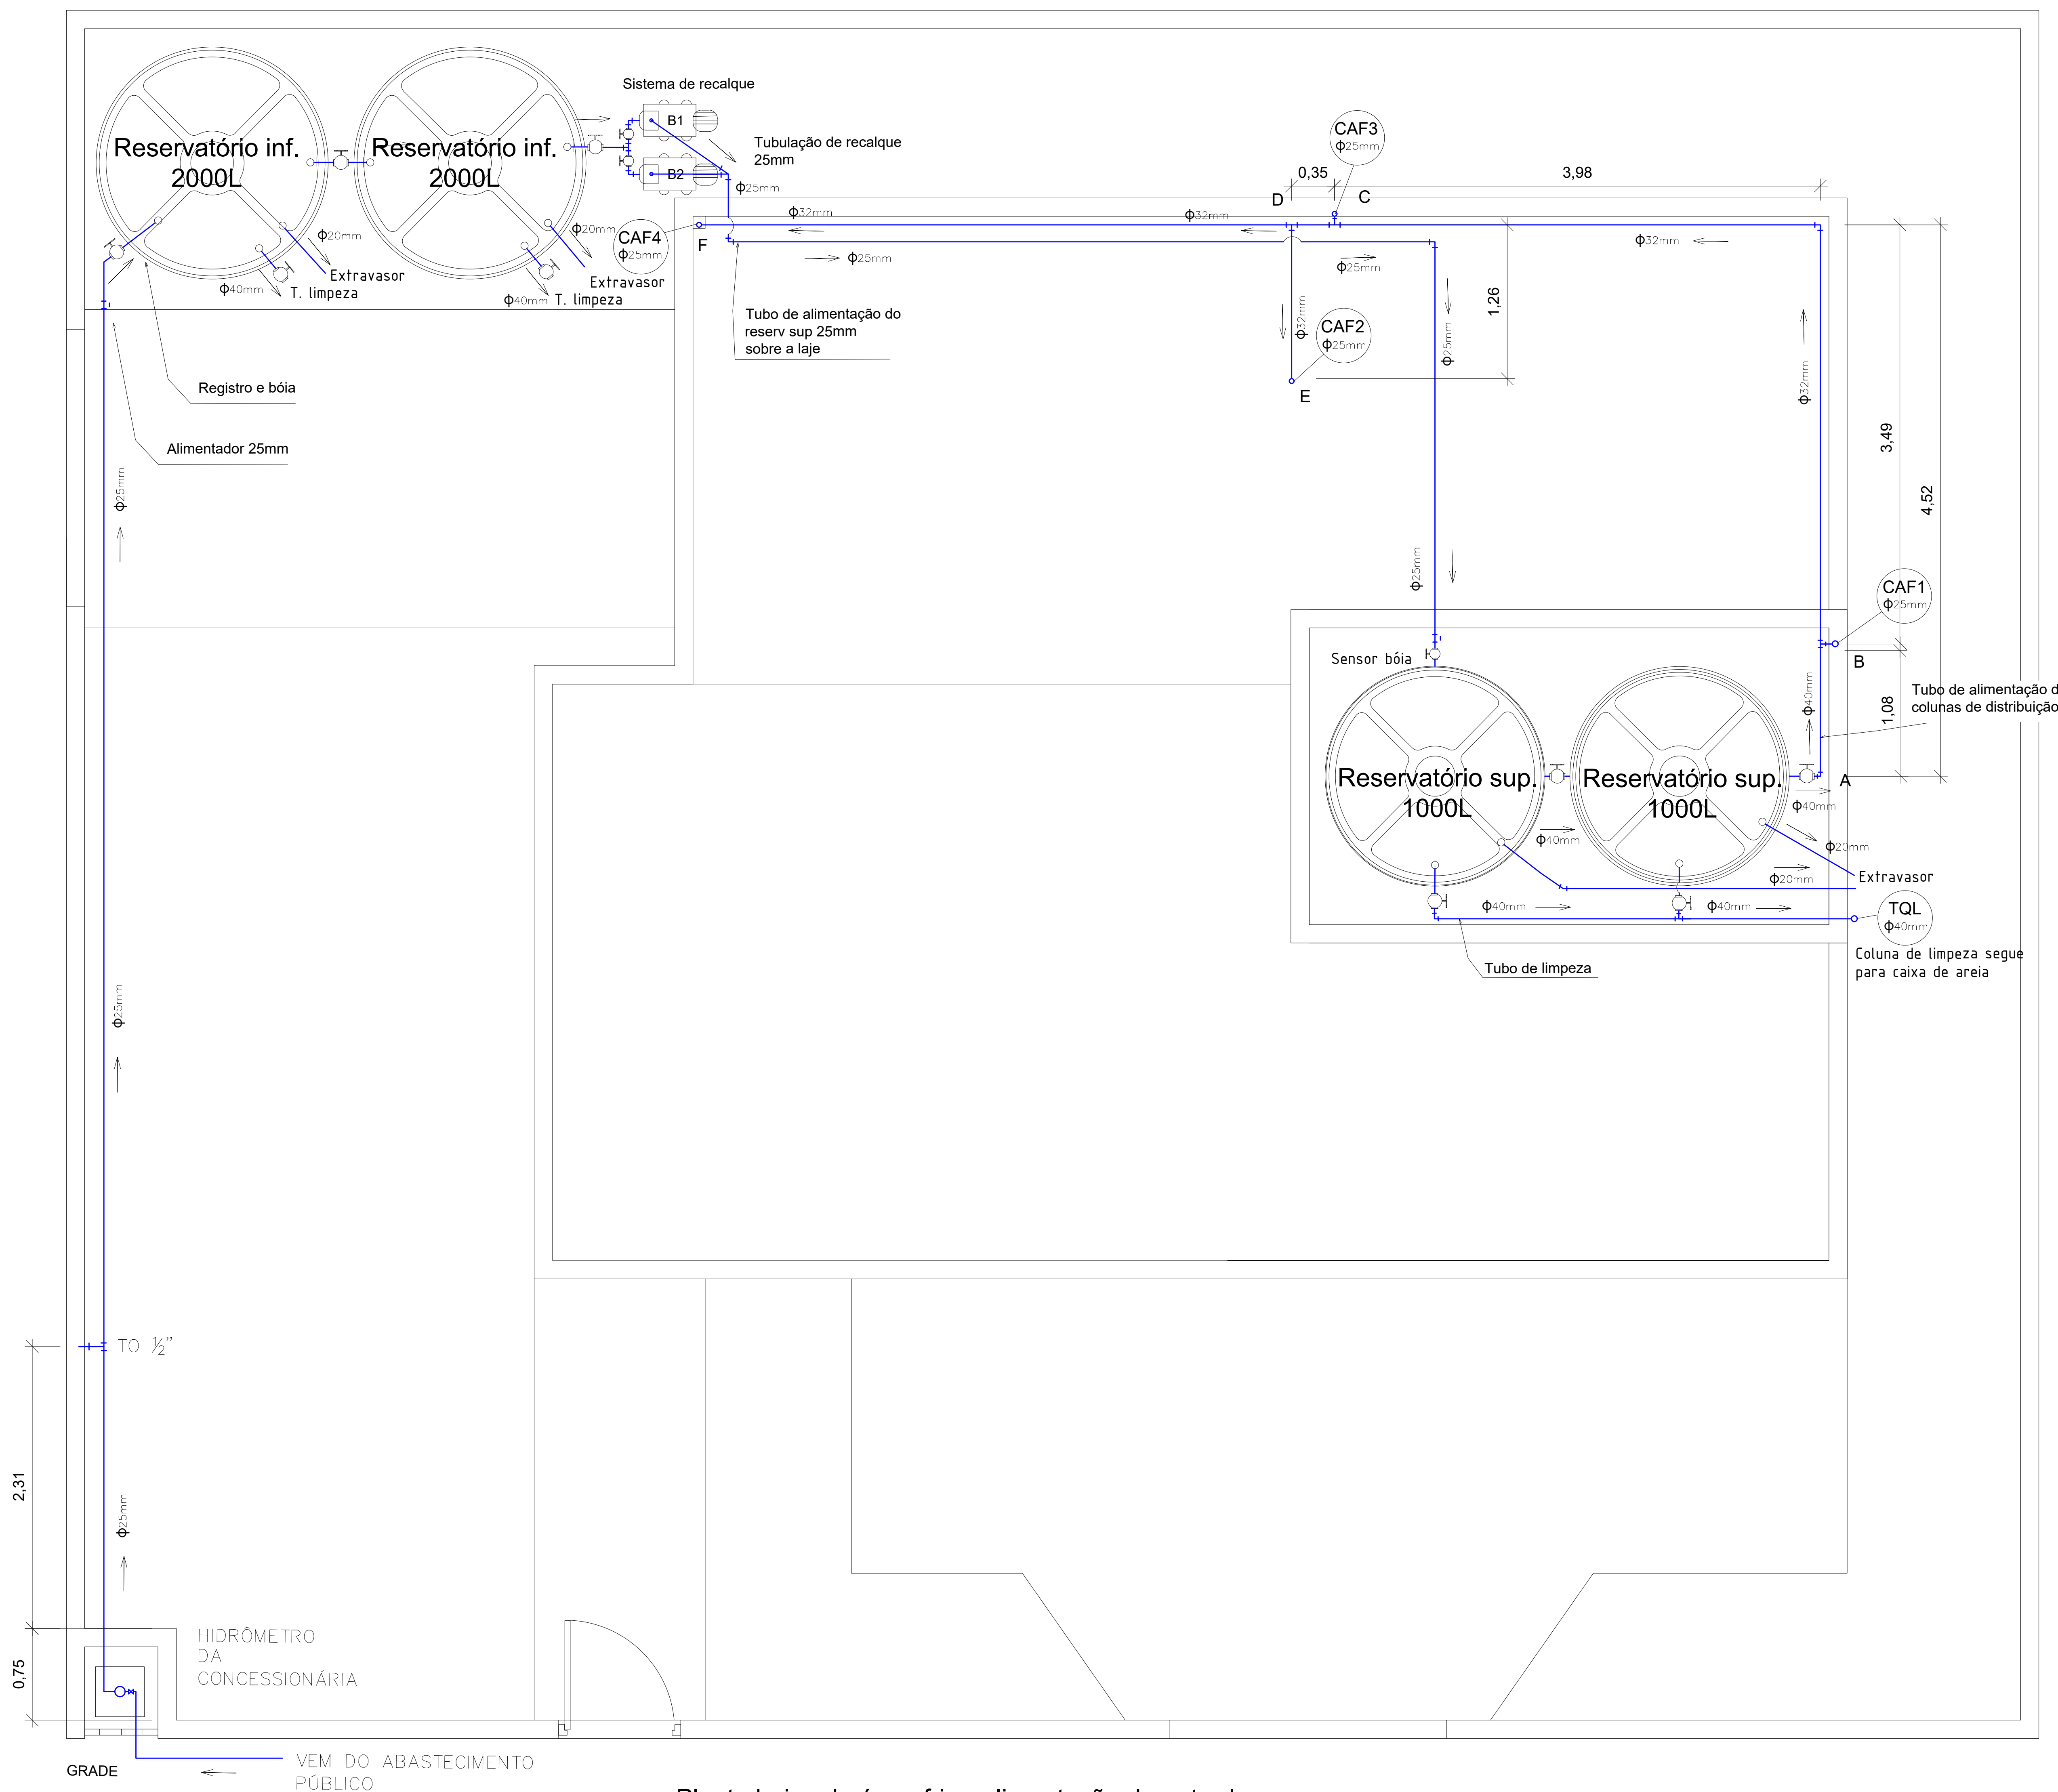 Sistema de recalque
B1
B2
Reservatório inf.
2000L
Reservatório inf.
2000L
Tubulação de recalque
25mm
ϕ25mm
CAF3
ϕ25mm
0,35
3,98
D
C
ϕ32mm
ϕ32mm
ϕ32mm
ϕ20mm
ϕ20mm
CAF4
ϕ25mm
F
ϕ25mm
ϕ25mm
Extravasor
T. limpeza
ϕ40mm
Extravasor
T. limpeza
ϕ40mm
Tubo de alimentação do
reserv sup 25mm
sobre a laje
ϕ32mm
CAF2
ϕ25mm
E
ϕ25mm
1,26
ϕ32mm
Registro e bóia
Alimentador 25mm
ϕ25mm
3,49
4,52
ϕ25mm
CAF1
ϕ25mm
B
Sensor bóia
ϕ40mm
1,08
Tubo de alimentação d
colunas de distribuição
Reservatório sup.
1000L
Reservatório sup.
1000L
A
ϕ40mm
ϕ40mm
ϕ20mm
ϕ20mm
Extravasor
ϕ40mm
ϕ40mm
TQL
ϕ40mm
Coluna de limpeza segue
para caixa de areia
Tubo de limpeza
ϕ25mm
TO ½"
2,31
ϕ25mm
HIDRÔMETRO
DA
CONCESSIONÁRIA
0,75
GRADE
VEM DO ABASTECIMENTO
PÚBLICO